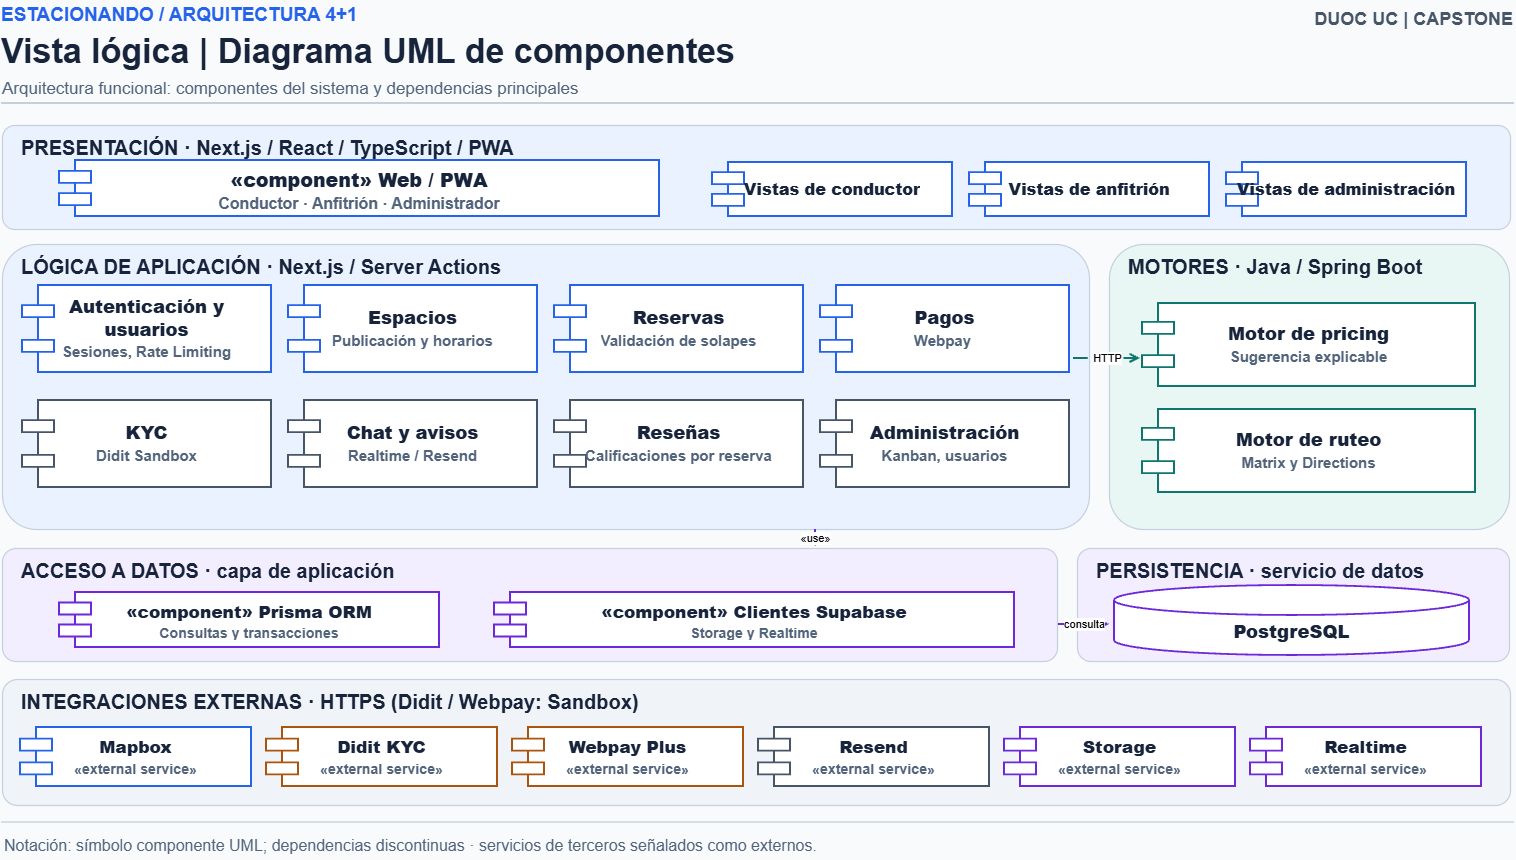 ESTACIONANDO / ARQUITECTURA 4+1
DUOC UC | CAPSTONE
Vista lógica | Diagrama UML de componentes
Arquitectura funcional: componentes del sistema y dependencias principales
PRESENTACIÓN · Next.js / React / TypeScript / PWA
«component» Web / PWA
Conductor · Anfitrión · Administrador
Vistas de conductor
Vistas de anfitrión
Vistas de administración
LÓGICA DE APLICACIÓN · Next.js / Server Actions
Autenticación y
usuarios
Sesiones, Rate Limiting
Espacios
Publicación y horarios
Reservas
Validación de solapes
Pagos
Webpay
KYC
Didit Sandbox
Chat y avisos
Realtime / Resend
Reseñas
Calificaciones por reserva
Administración
Kanban, usuarios
HTTP
MOTORES · Java / Spring Boot
Motor de pricing
Sugerencia explicable
Motor de ruteo
Matrix y Directions
«use»
ACCESO A DATOS · capa de aplicación
«component» Prisma ORM
Consultas y transacciones
«component» Clientes Supabase
Storage y Realtime
consulta
PERSISTENCIA · servicio de datos
PostgreSQL
INTEGRACIONES EXTERNAS · HTTPS (Didit / Webpay: Sandbox)
Mapbox
«external service»
Didit KYC
«external service»
Webpay Plus
«external service»
Resend
«external service»
Storage
«external service»
Realtime
«external service»
Notación: símbolo componente UML; dependencias discontinuas · servicios de terceros señalados como externos.